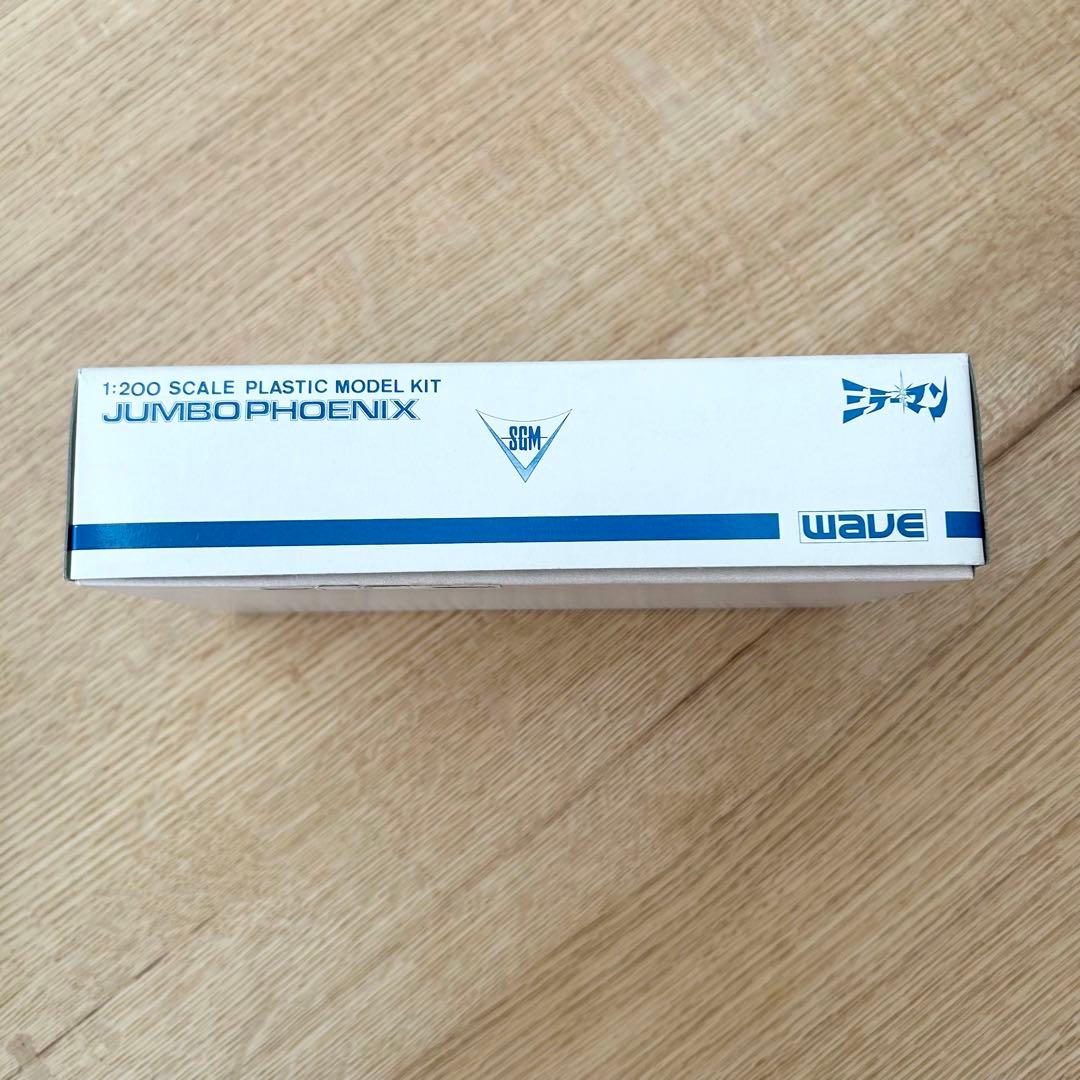 1:200 SCALE PLASTIC MODEL KIT
JUMBO PHOENIX
SGM
ミラーマン
WAVE